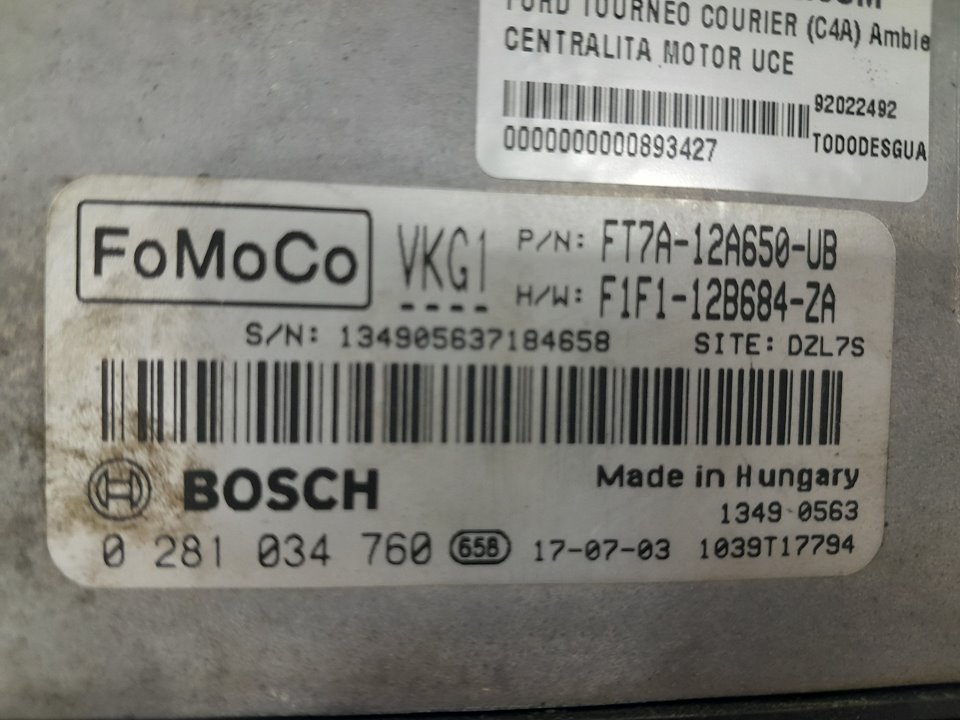 FORD TOURNEO COURIER (C4A) Ambie
CENTRALITA MOTOR UCE
92022492
0000000000893427
TODODESGUA
FoMoCo VKG1 P/N: FT7A-12A650-UB
H/W: F1F1-12B684-ZA
S/N: 134905637184658 SITE: DZL7S
BOSCH Made in Hungary
1349 0563
0 281 034 760 658 17-07-03 1039T17794